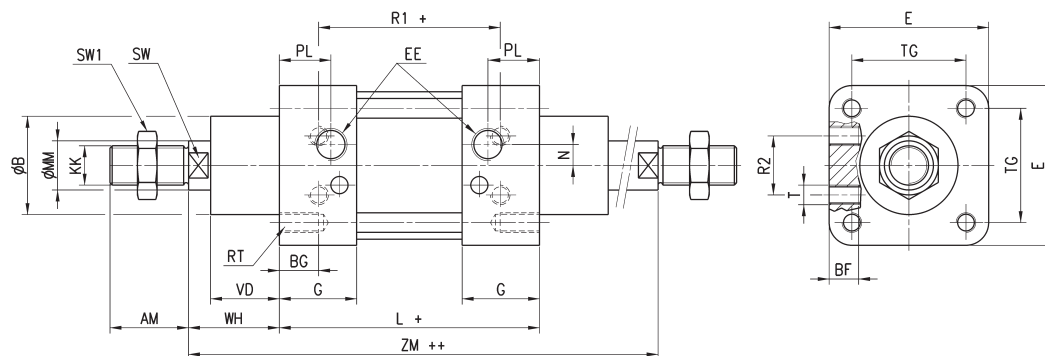 R1 +
E
PL
EE
PL
TG
SW1
SW
ØB
ØMM
KK
N
R2
T
TG
E
RT
BG
BF
VD
G
G
AM
WH
L +
ZM ++